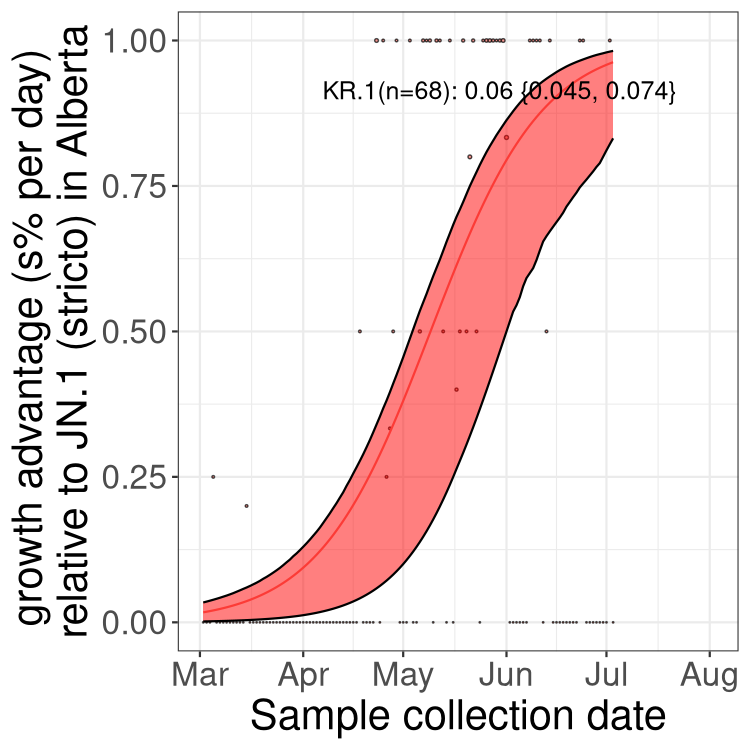 growth advantage (s% per day)
relative to JN.1 (stricto) in Alberta
1.00
0.75
0.50
0.25
0.00
KR.1(n=68): 0.06 {0.045, 0.074}
Mar Apr May Jun Jul Aug
Sample collection date